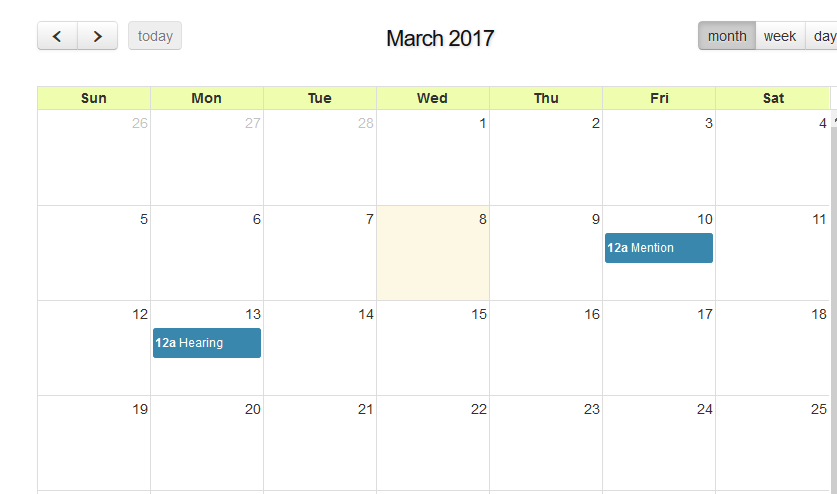 today
March 2017
month week day
Sun Mon Tue Wed Thu Fri Sat
26 27 28 1 2 3 4
5 6 7 8 9 10 11
12a Mention
12 13 14 15 16 17 18
12a Hearing
19 20 21 22 23 24 25